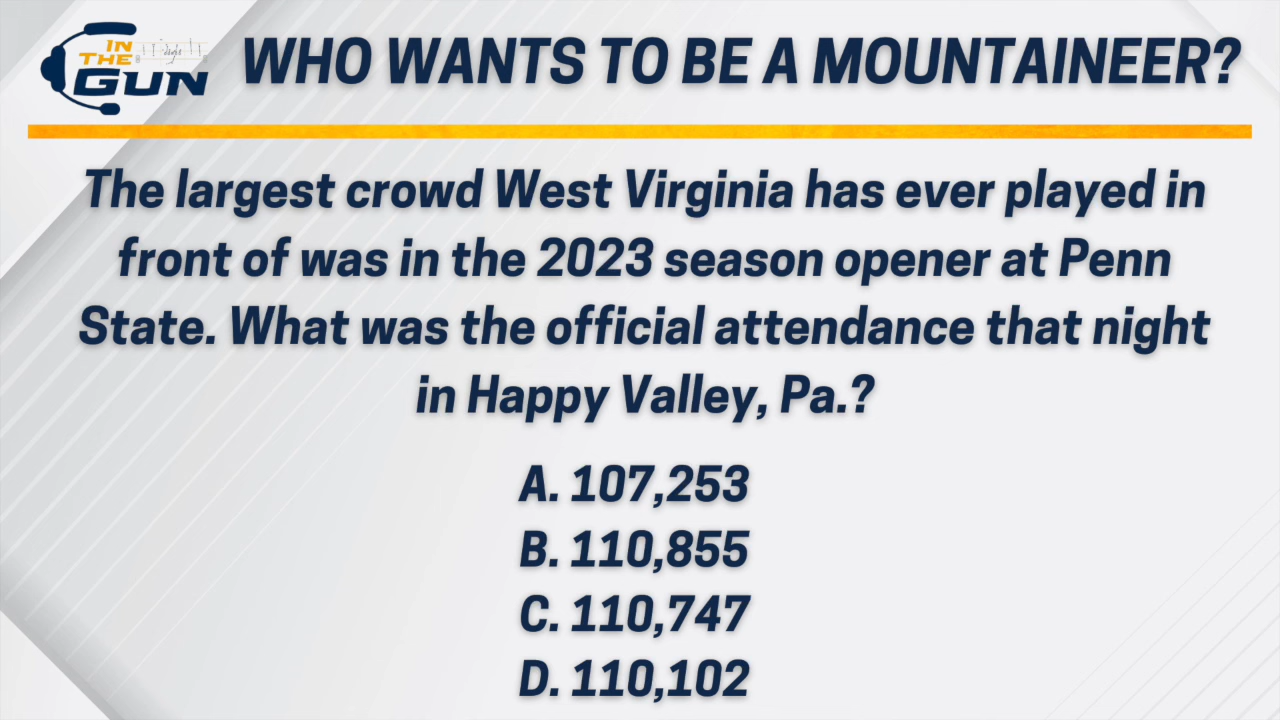 IN
THE
GUN
WHO WANTS TO BE A MOUNTAINEER?
The largest crowd West Virginia has ever played in
front of was in the 2023 season opener at Penn
State. What was the official attendance that night
in Happy Valley, Pa.?
A. 107,253
B. 110,855
C. 110,747
D. 110,102